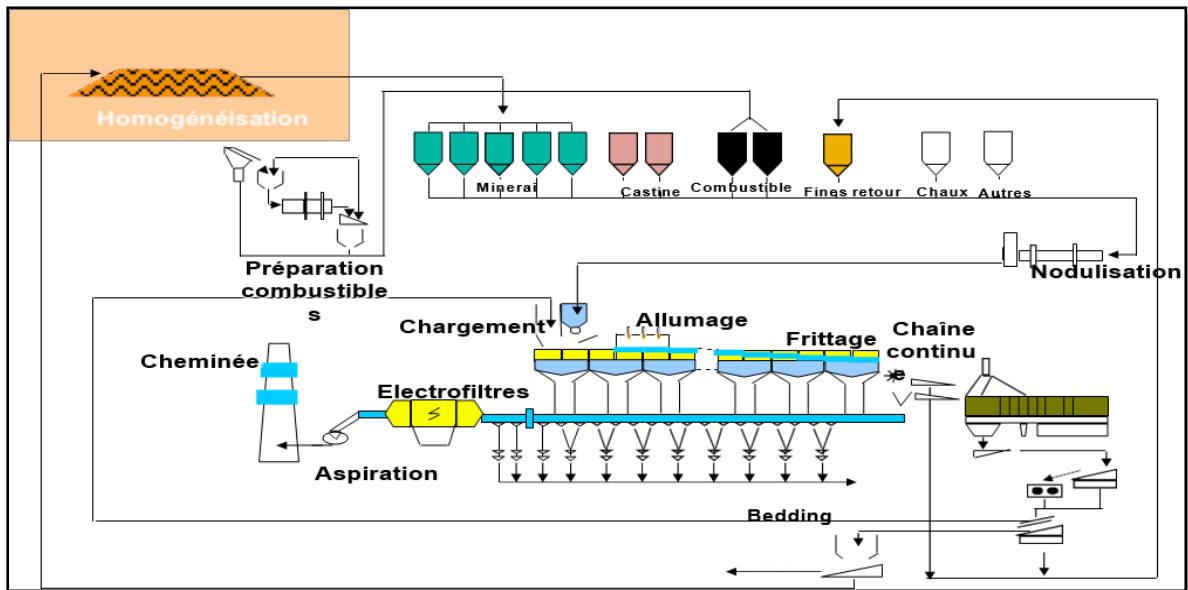 Homogénéisation
Minerai
Castine
Combustible
Fines retour
Chaux
Autres
Préparation
combustible
s
Nodulisation
Chargement
Allumage
Frittage
Chaîne
continu
e
Cheminée
Electrofiltres
Aspiration
Bedding